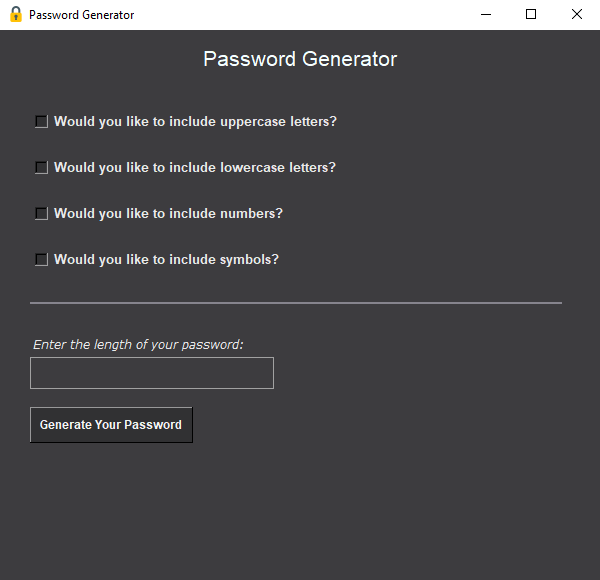 Password Generator
Password Generator
Would you like to include uppercase letters?
Would you like to include lowercase letters?
Would you like to include numbers?
Would you like to include symbols?
Enter the length of your password:
Generate Your Password